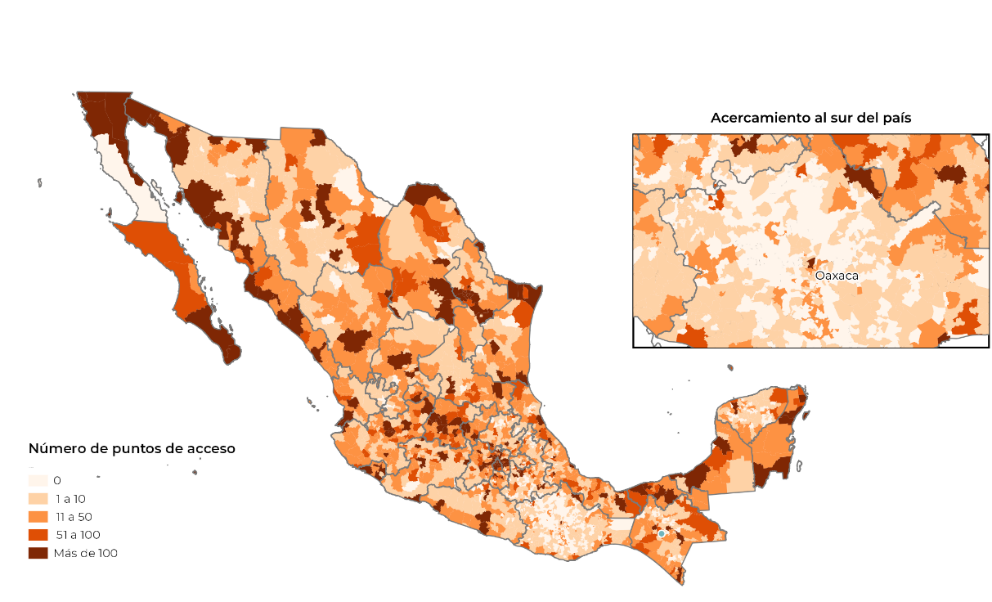 Acercamiento al sur del país
Oaxaca
Número de puntos de acceso
0
1 a 10
11 a 50
51 a 100
Más de 100